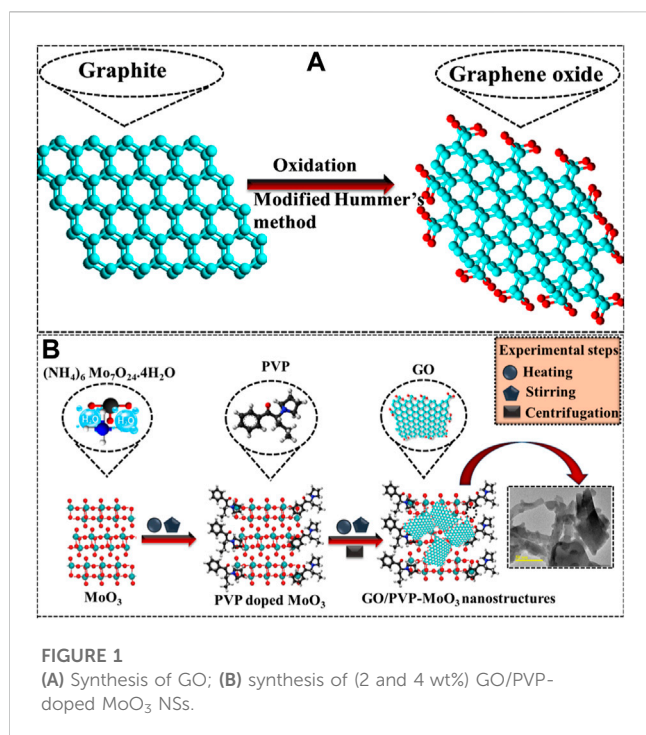 Graphite
A
Graphene oxide
Oxidation
Modified Hummer's
method
B
(NH₄)₆ Mo₇O₂₄.4H₂O
PVP
GO
Experimental steps
Heating
Stirring
Centrifugation
H₂O
H₂O
MoO₃
PVP doped MoO₃
GO/PVP-MoO₃ nanostructures
FIGURE 1
(A) Synthesis of GO; (B) synthesis of (2 and 4 wt%) GO/PVP-
doped MoO₃ NSs.